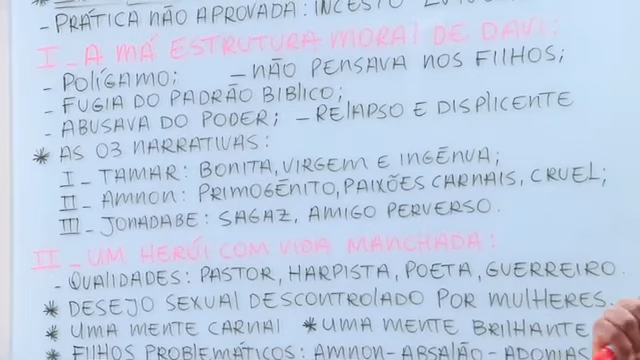 - PRÁTICA NÃO APROVADA: INCESTO
I - A MÁ ESTRUTURA MORAL DE DAVI:
- POLÍGAMO; - NÃO PENSAVA NOS FILHOS;
- FUGIA DO PADRÃO BÍBLICO;
- ABUSAVA DO PODER; - RELAPSO E DISPLICENTE
* AS 03 NARRATIVAS:
I - TAMAR: BONITA, VIRGEM E INGÊNUA;
II - AMNON: PRIMOGÊNITO, PAIXÕES CARNAIS, CRUEL;
III - JONADABE: SAGAZ, AMIGO PERVERSO.
II - UM HERÓI COM VIDA MANCHADA:
- QUALIDADES: PASTOR, HARPISTA, POETA, GUERREIRO.
* DESEJO SEXUAL DESCONTROLADO POR MULHERES.
* UMA MENTE CARNAL * UMA MENTE BRILHANTE
* FILHOS PROBLEMÁTICOS: AMNON - ABSALÃO - ADONIAS